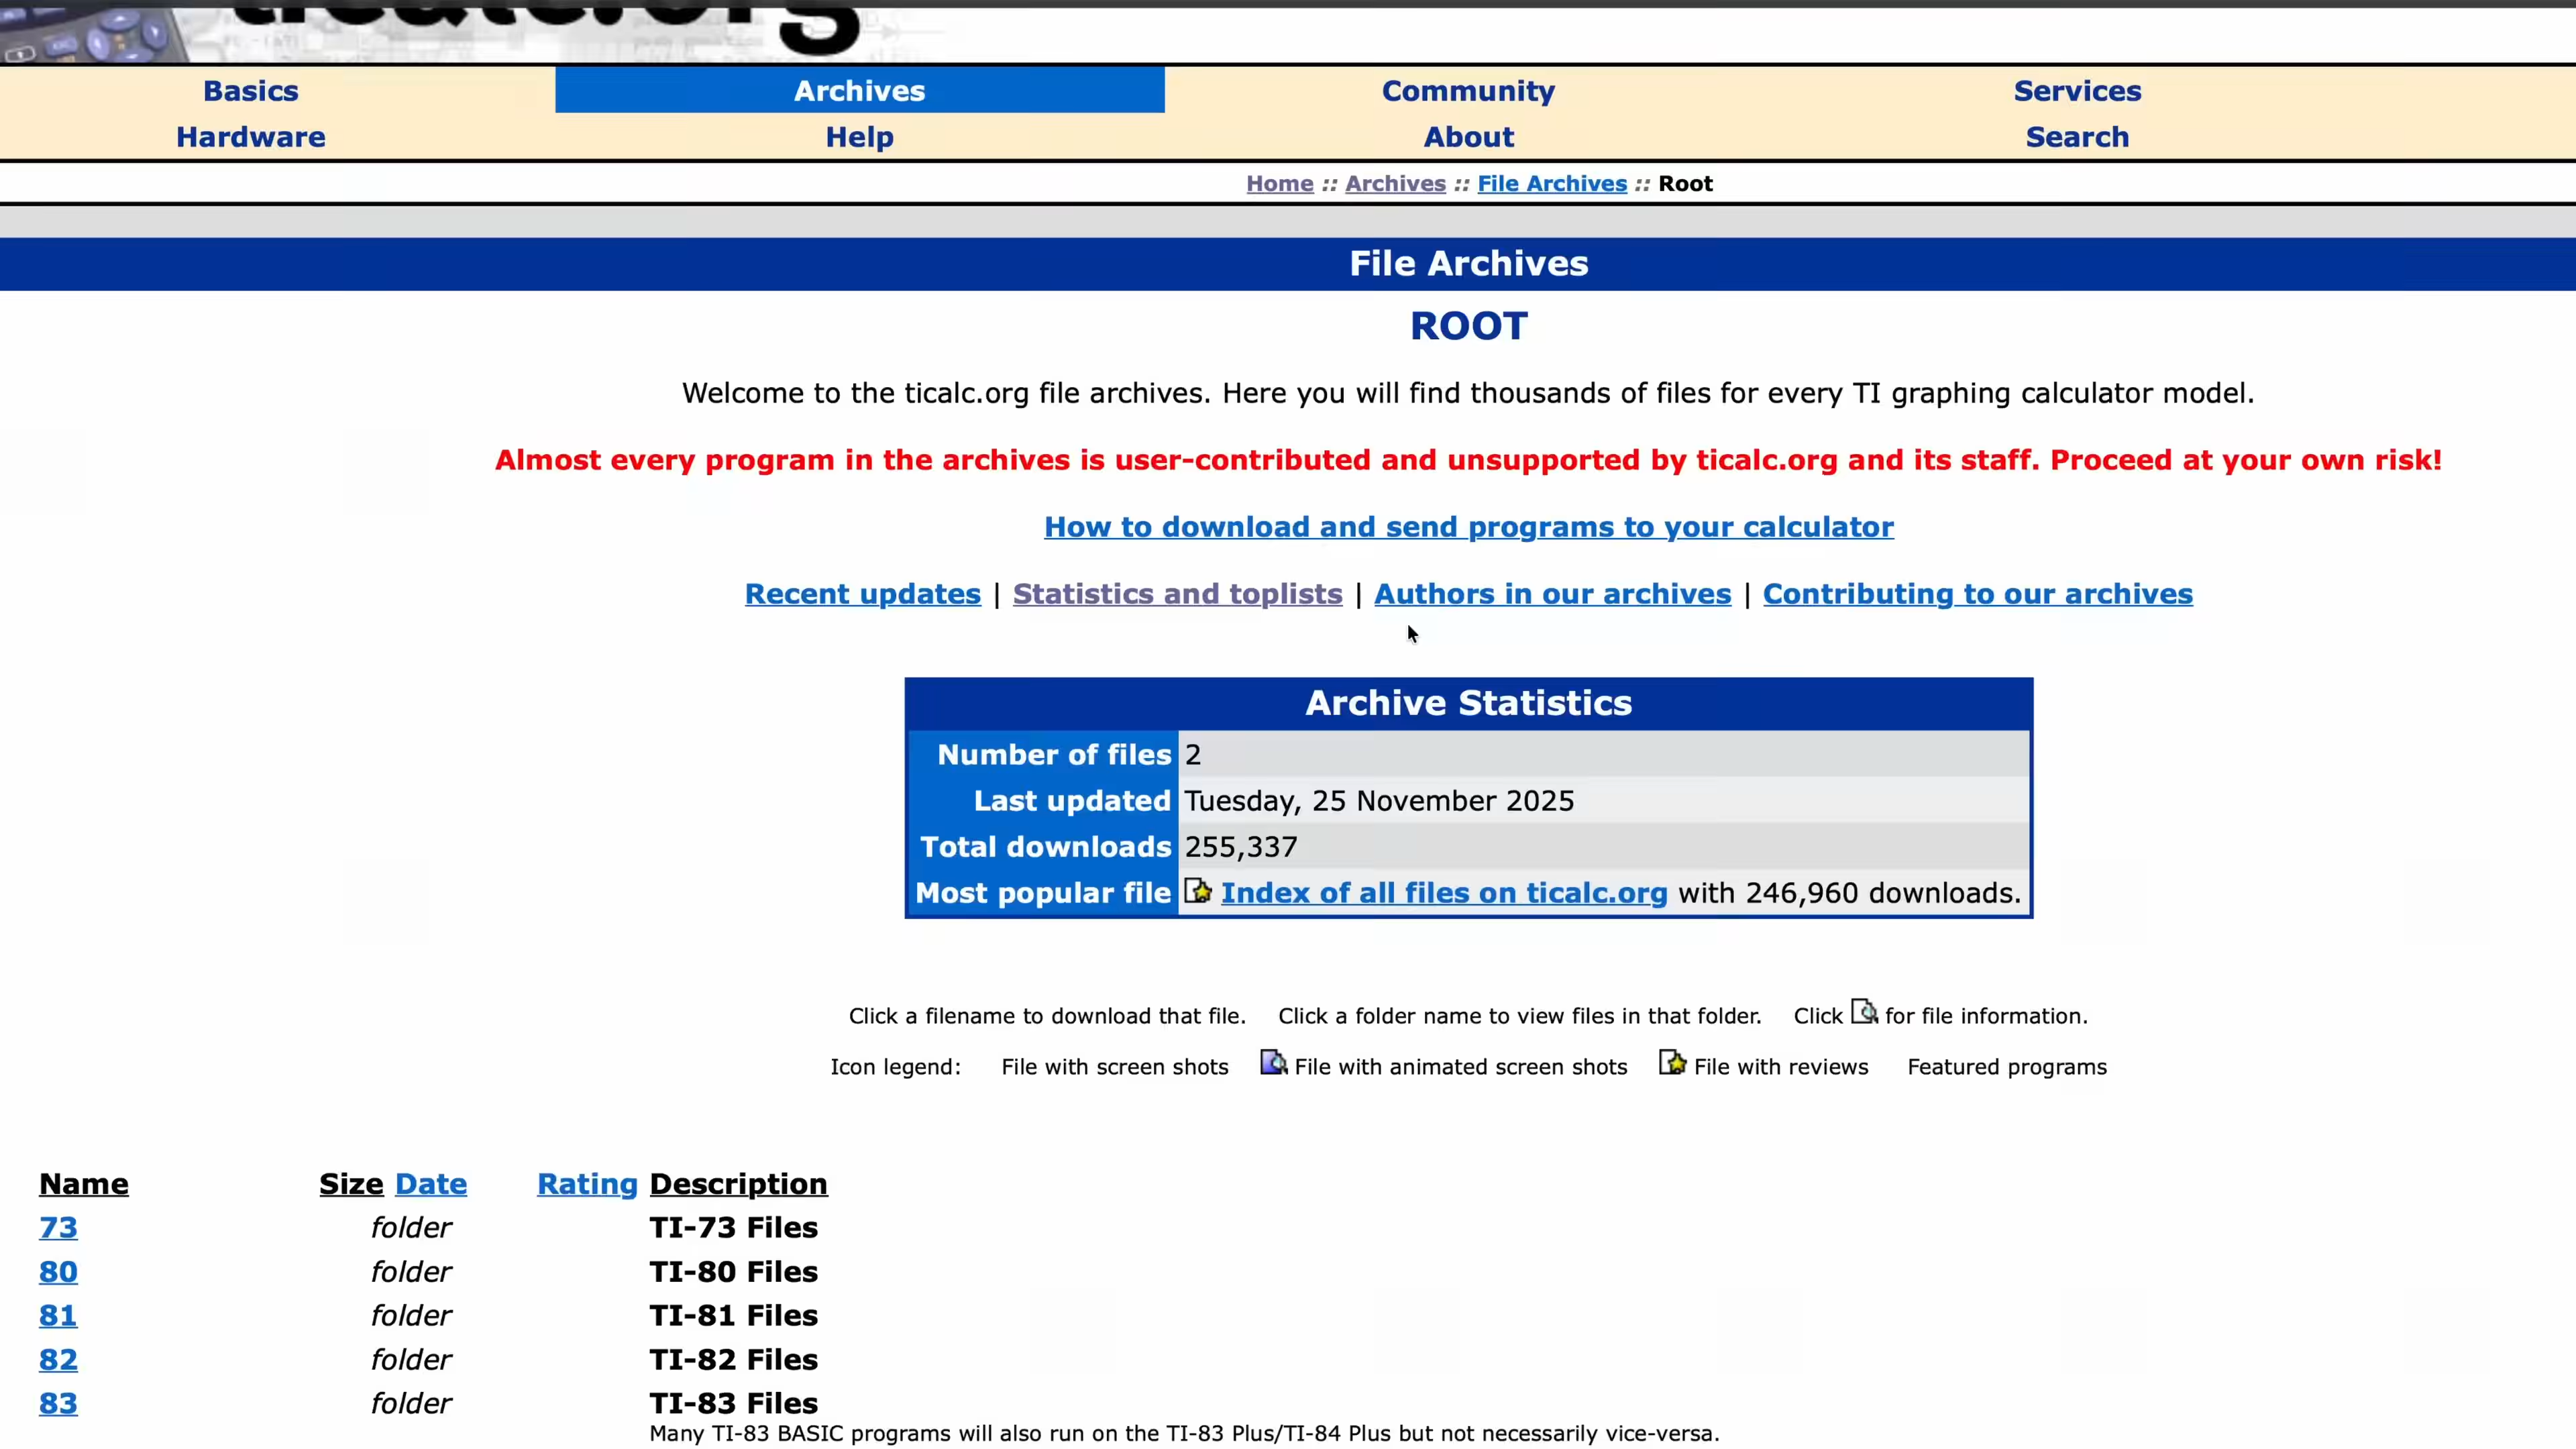 ticalc.org
Basics Archives Community Services
Hardware Help About Search
Home :: Archives :: File Archives :: Root
File Archives
ROOT
Welcome to the ticalc.org file archives. Here you will find thousands of files for every TI graphing calculator model.
Almost every program in the archives is user-contributed and unsupported by ticalc.org and its staff. Proceed at your own risk!
How to download and send programs to your calculator
Recent updates | Statistics and toplists | Authors in our archives | Contributing to our archives
Archive Statistics
Number of files 2
Last updated Tuesday, 25 November 2025
Total downloads 255,337
Most popular file Index of all files on ticalc.org with 246,960 downloads.
Click a filename to download that file. Click a folder name to view files in that folder. Click for file information.
Icon legend: File with screen shots File with animated screen shots File with reviews Featured programs
Name Size Date Rating Description
73 folder TI-73 Files
80 folder TI-80 Files
81 folder TI-81 Files
82 folder TI-82 Files
83 folder TI-83 Files
Many TI-83 BASIC programs will also run on the TI-83 Plus/TI-84 Plus but not necessarily vice-versa.